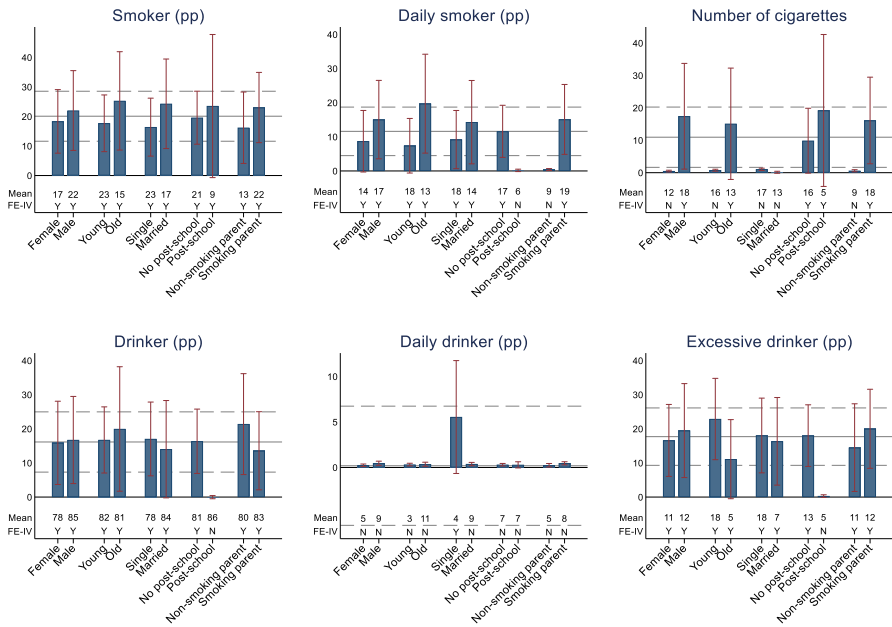 Smoker (pp)
40
30
20
10
0
Mean 17 22 23 15 23 17 21 9 13 22
FE-IV Y Y Y Y Y Y Y Y Y Y
Female
Male
Young
Old
Single
Married
No post-school
Post-school
Non-smoking parent
Smoking parent
Daily smoker (pp)
40
30
20
10
0
Mean 14 17 18 13 18 14 17 6 9 19
FE-IV Y Y Y Y Y Y Y N N Y
Female
Male
Young
Old
Single
Married
No post-school
Post-school
Non-smoking parent
Smoking parent
Number of cigarettes
40
30
20
10
0
Mean 12 18 16 13 17 13 16 5 9 18
FE-IV N Y N Y N N Y Y N Y
Female
Male
Young
Old
Single
Married
No post-school
Post-school
Non-smoking parent
Smoking parent
Drinker (pp)
40
30
20
10
0
Mean 78 85 82 81 78 84 81 86 80 83
FE-IV Y Y Y Y Y Y Y N Y Y
Female
Male
Young
Old
Single
Married
No post-school
Post-school
Non-smoking parent
Smoking parent
Daily drinker (pp)
10
5
0
Mean 5 9 3 11 4 9 7 7 5 8
FE-IV N N N N Y N N N N N
Female
Male
Young
Old
Single
Married
No post-school
Post-school
Non-smoking parent
Smoking parent
Excessive drinker (pp)
40
30
20
10
0
Mean 11 12 18 5 18 7 13 5 11 12
FE-IV Y Y Y Y Y Y Y N Y Y
Female
Male
Young
Old
Single
Married
No post-school
Post-school
Non-smoking parent
Smoking parent